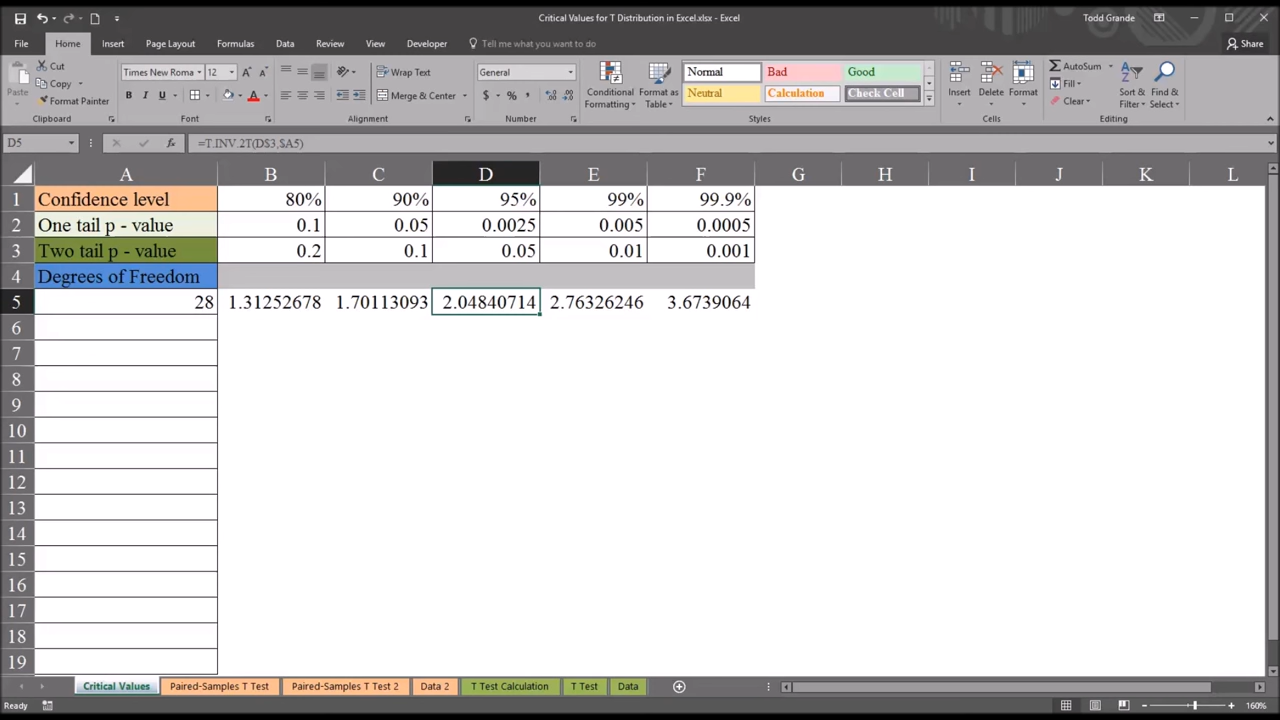 Critical Values for T Distribution in Excel.xlsx - Excel
Todd Grande
File Home Insert Page Layout Formulas Data Review View Developer Tell me what you want to do Share
Paste
Cut
Copy
Format Painter
Clipboard
Times New Roma 12
B I U A
Font
Wrap Text
Merge & Center
Alignment
General
$ % ,
Number
Conditional Formatting
Format as Table
Normal Bad Good
Neutral Calculation Check Cell
Styles
Insert Delete Format
Cells
AutoSum
Fill
Clear
Sort & Filter
Find & Select
Editing
D5 fx =T.INV.2T(D$3,$A5)
A B C D E F G H I J K L
1 Confidence level 80% 90% 95% 99% 99.9%
2 One tail p - value 0.1 0.05 0.0025 0.005 0.0005
3 Two tail p - value 0.2 0.1 0.05 0.01 0.001
4 Degrees of Freedom
5 28 1.31252678 1.70113093 2.04840714 2.76326246 3.6739064
6
7
8
9
10
11
12
13
14
15
16
17
18
19
Critical Values Paired-Samples T Test Paired-Samples T Test 2 Data 2 T Test Calculation T Test Data
Ready 160%